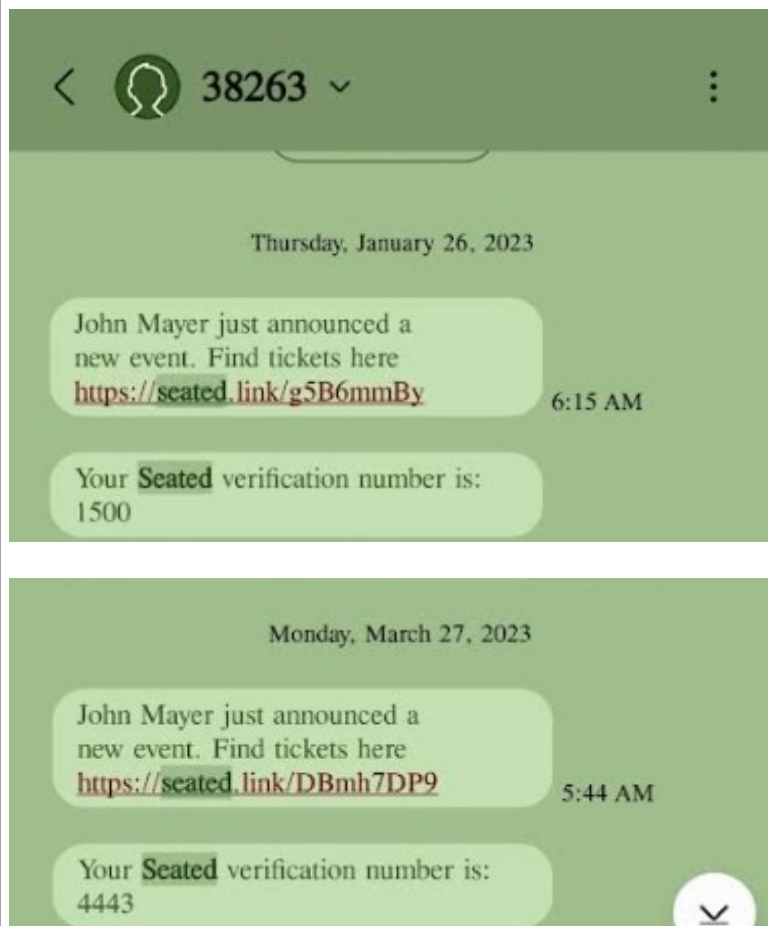 38263
Thursday, January 26, 2023
John Mayer just announced a
new event. Find tickets here
https://seated.link/g5B6mmBy
6:15 AM
Your Seated verification number is:
1500
Monday, March 27, 2023
John Mayer just announced a
new event. Find tickets here
https://seated.link/DBmh7DP9
5:44 AM
Your Seated verification number is:
4443